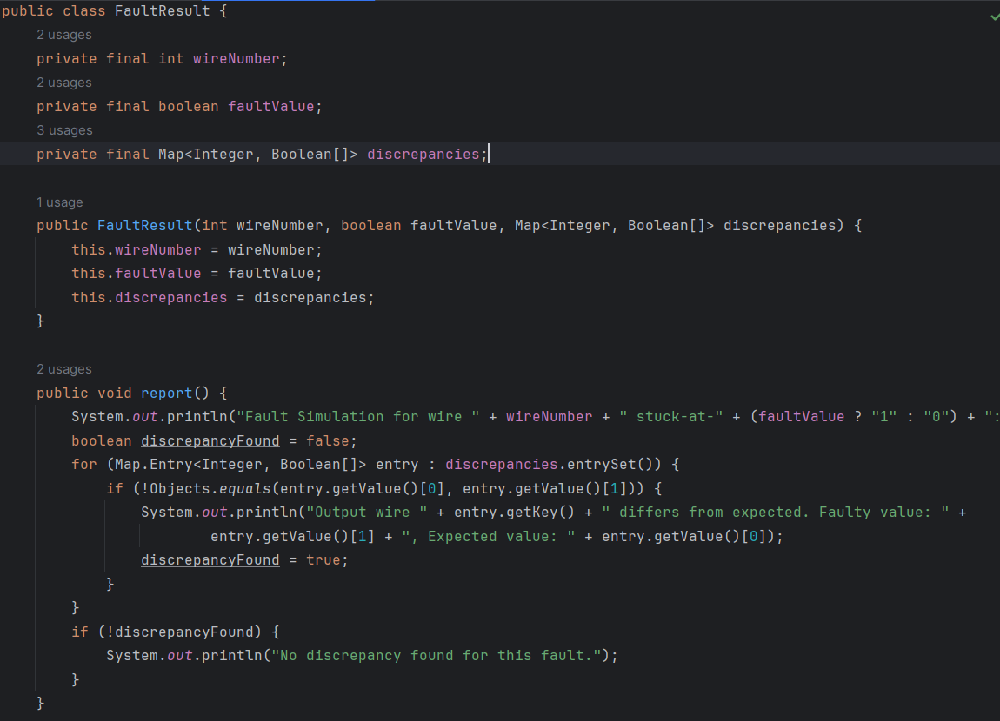 public class FaultResult {
2 usages
private final int wireNumber;
2 usages
private final boolean faultValue;
3 usages
private final Map<Integer, Boolean[]> discrepancies;
1 usage
public FaultResult(int wireNumber, boolean faultValue, Map<Integer, Boolean[]> discrepancies) {
this.wireNumber = wireNumber;
this.faultValue = faultValue;
this.discrepancies = discrepancies;
}
2 usages
public void report() {
System.out.println("Fault Simulation for wire " + wireNumber + " stuck-at-" + (faultValue ? "1" : "0") + ":
boolean discrepancyFound = false;
for (Map.Entry<Integer, Boolean[]> entry : discrepancies.entrySet()) {
if (!Objects.equals(entry.getValue()[0], entry.getValue()[1])) {
System.out.println("Output wire " + entry.getKey() + " differs from expected. Faulty value: " +
entry.getValue()[1] + ", Expected value: " + entry.getValue()[0]);
discrepancyFound = true;
}
}
if (!discrepancyFound) {
System.out.println("No discrepancy found for this fault.");
}
}